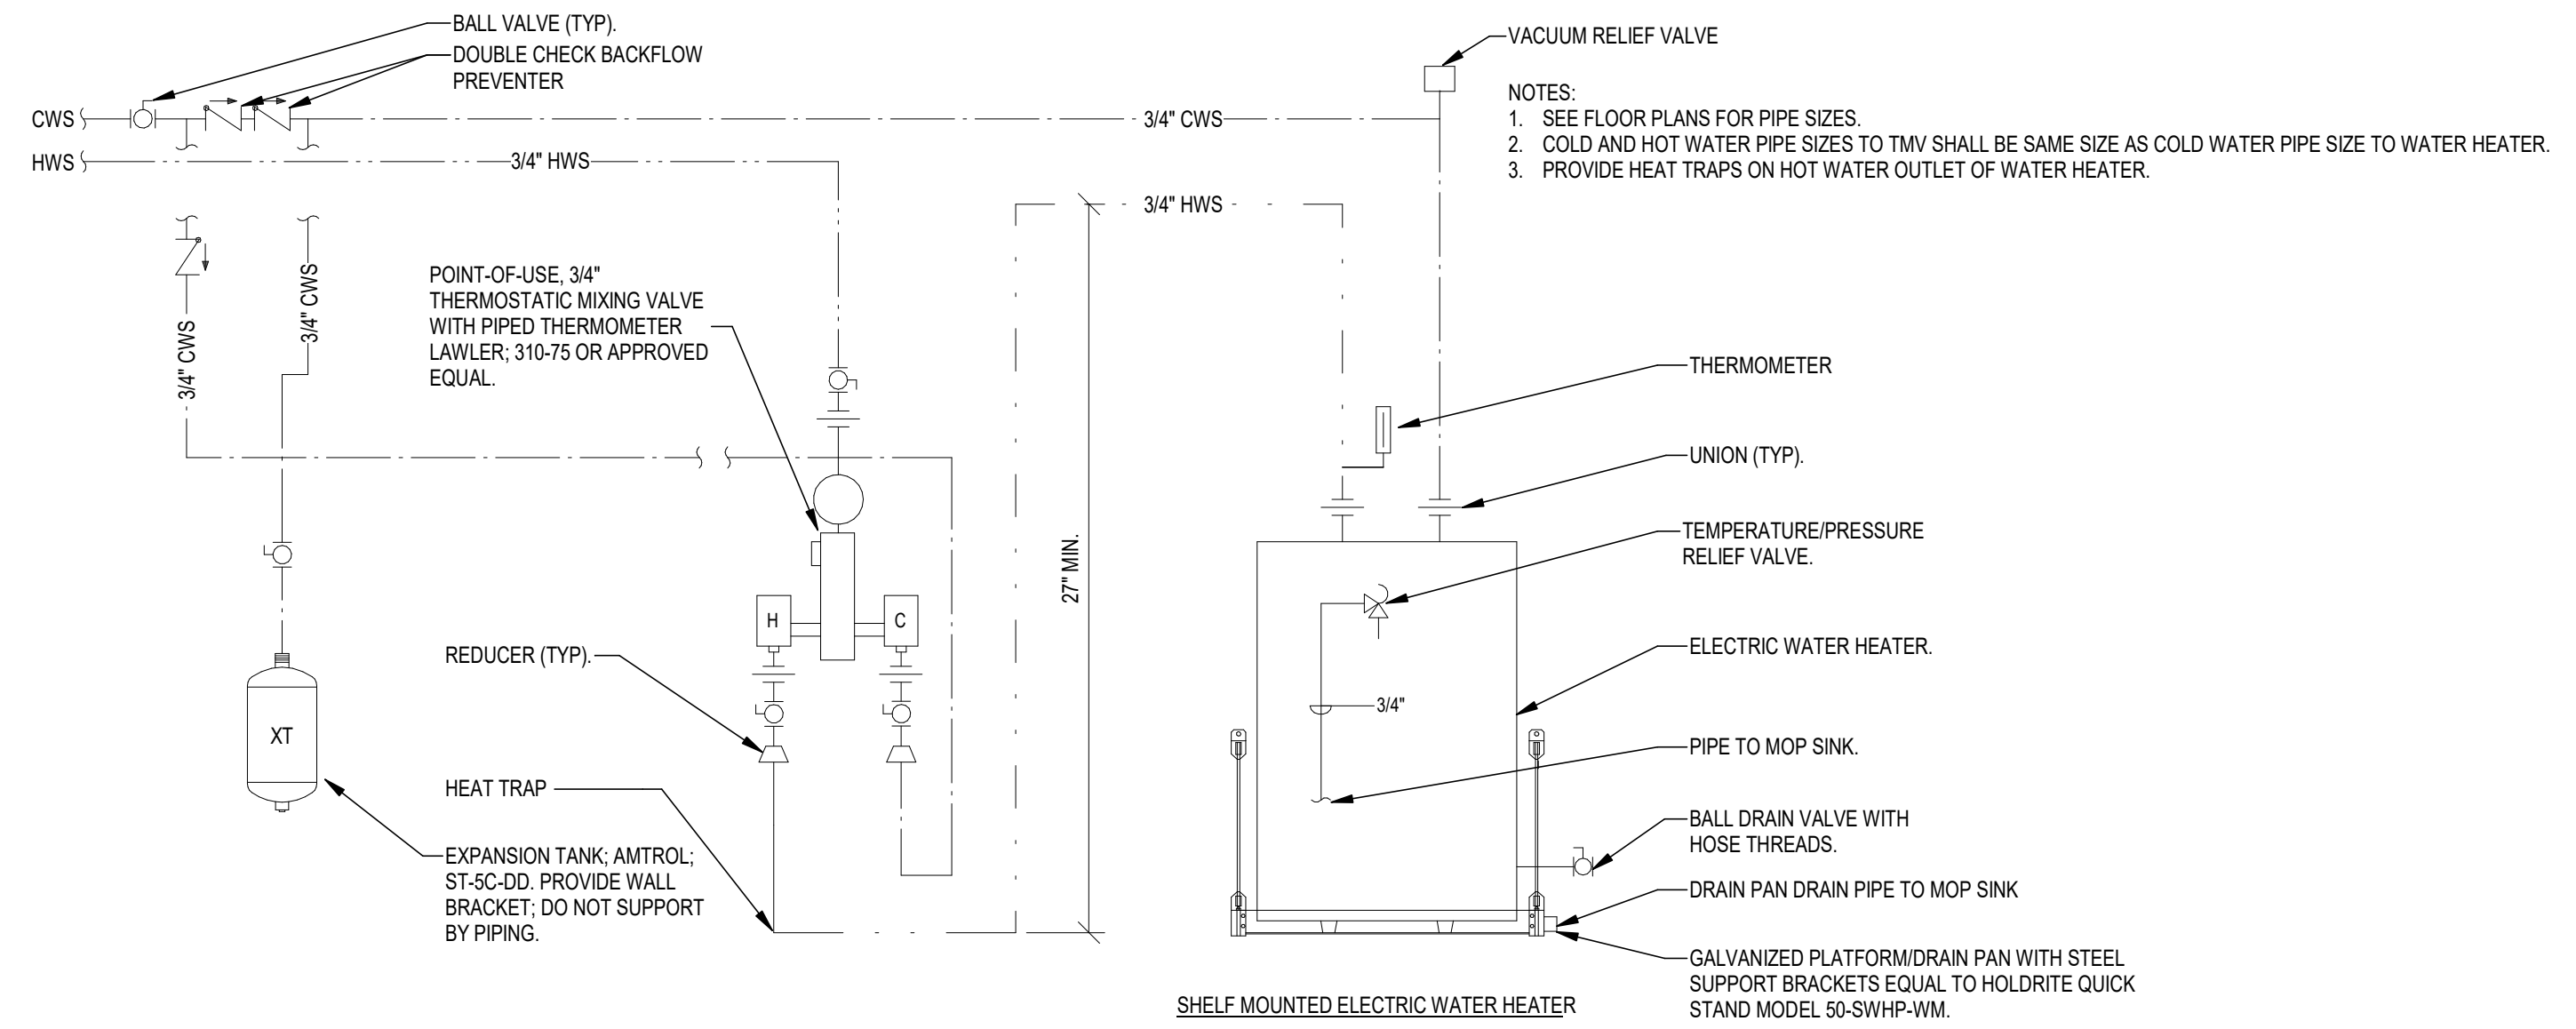 BALL VALVE (TYP).
DOUBLE CHECK BACKFLOW
PREVENTER
CWS
HWS
3/4" HWS
3/4" CWS
VACUUM RELIEF VALVE
NOTES:
1. SEE FLOOR PLANS FOR PIPE SIZES.
2. COLD AND HOT WATER PIPE SIZES TO TMV SHALL BE SAME SIZE AS COLD WATER PIPE SIZE TO WATER HEATER.
3. PROVIDE HEAT TRAPS ON HOT WATER OUTLET OF WATER HEATER.
3/4" HWS
3/4" CWS
3/4" CWS
POINT-OF-USE, 3/4"
THERMOSTATIC MIXING VALVE
WITH PIPED THERMOMETER
LAWLER; 310-75 OR APPROVED
EQUAL.
H
C
REDUCER (TYP).
XT
HEAT TRAP
EXPANSION TANK; AMTROL;
ST-5C-DD. PROVIDE WALL
BRACKET; DO NOT SUPPORT
BY PIPING.
27" MIN.
THERMOMETER
UNION (TYP).
TEMPERATURE/PRESSURE
RELIEF VALVE.
ELECTRIC WATER HEATER.
3/4"
PIPE TO MOP SINK.
BALL DRAIN VALVE WITH
HOSE THREADS.
DRAIN PAN DRAIN PIPE TO MOP SINK
GALVANIZED PLATFORM/DRAIN PAN WITH STEEL
SUPPORT BRACKETS EQUAL TO HOLDRITE QUICK
STAND MODEL 50-SWHP-WM.
SHELF MOUNTED ELECTRIC WATER HEATER